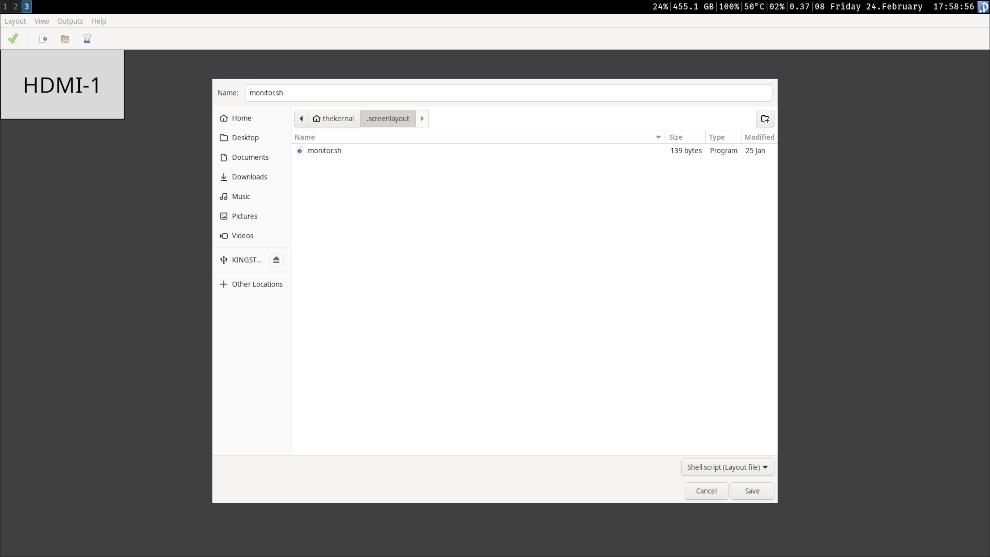 1 2 3
24%|455.1 GB|100%|50°C|02%|0.37|08 Friday 24.February 17:58:56
Layout View Outputs Help
HDMI-1
Name: monitor.sh
thekernal .screenlayout
Name Size Type Modified
monitor.sh 139 bytes Program 25 Jan
Home
Desktop
Documents
Downloads
Music
Pictures
Videos
KINGST...
Other Locations
Shell script (Layout file)
Cancel Save